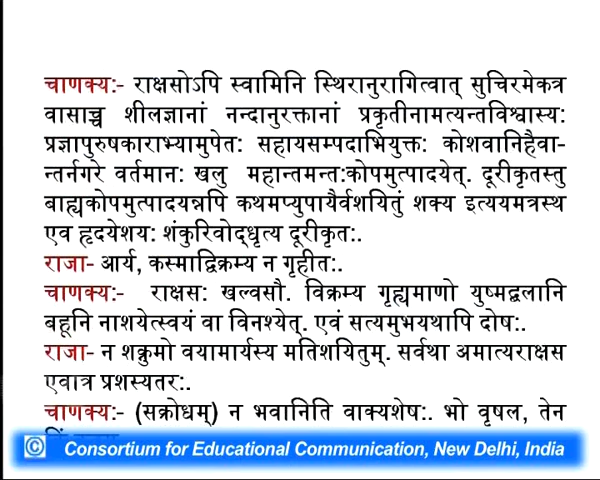 चाणक्य:- राक्षसोऽपि स्वामिनि स्थिरानुरागित्वात् सुचिरमेकत्र
वासाच्च शीलज्ञानां नन्दानुरक्तानां प्रकृतीनामत्यन्तविश्वास्य:
प्रज्ञापुरुषकाराभ्यामुपेत: सहायसम्पदाभियुक्त: कोशवानिहैवा-
न्तर्नगरे वर्तमान: खलु महान्तमन्त:कोपमुत्पादयेत्. दूरीकृतस्तु
बाह्यकोपमुत्पादयन्नपि कथमप्युपायैर्वशयितुं शक्य इत्ययमत्रस्थ
एव हृदयेशय: शंकुरिवोद्धृत्य दूरीकृत:.
राजा- आर्य, कस्माद्विक्रम्य न गृहीत:.
चाणक्य:- राक्षस: खल्वसौ. विक्रम्य गृह्यमाणो युष्मद्बलानि
बहूनि नाशयेत्स्वयं वा विनश्येत्. एवं सत्यमुभयथापि दोष:.
राजा- न शक्नुमो वयामार्यस्य मतिशयितुम्. सर्वथा अमात्यराक्षस
एवात्र प्रशस्यतर:.
चाणक्य:- (सक्रोधम्) न भवानिति वाक्यशेष:. भो वृषल, तेन
© Consortium for Educational Communication, New Delhi, India